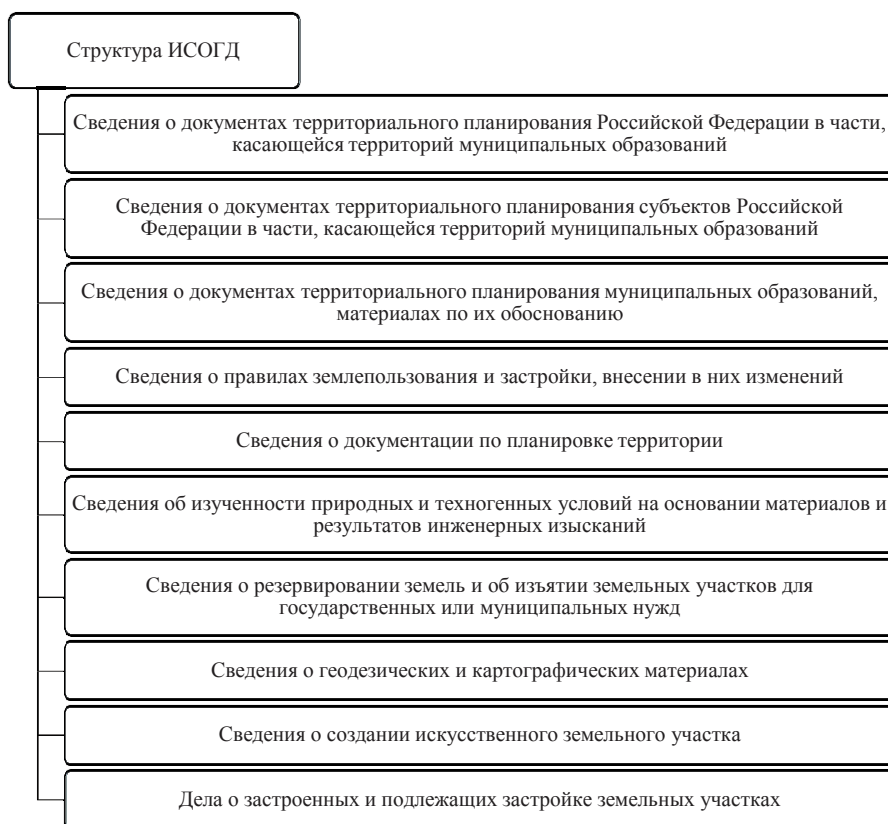 Структура ИСОГД
Сведения о документах территориального планирования Российской Федерации в части,
касающейся территорий муниципальных образований
Сведения о документах территориального планирования субъектов Российской
Федерации в части, касающейся территорий муниципальных образований
Сведения о документах территориального планирования муниципальных образований,
материалах по их обоснованию
Сведения о правилах землепользования и застройки, внесении в них изменений
Сведения о документации по планировке территории
Сведения об изученности природных и техногенных условий на основании материалов и
результатов инженерных изысканий
Сведения о резервировании земель и об изъятии земельных участков для
государственных или муниципальных нужд
Сведения о геодезических и картографических материалах
Сведения о создании искусственного земельного участка
Дела о застроенных и подлежащих застройке земельных участках